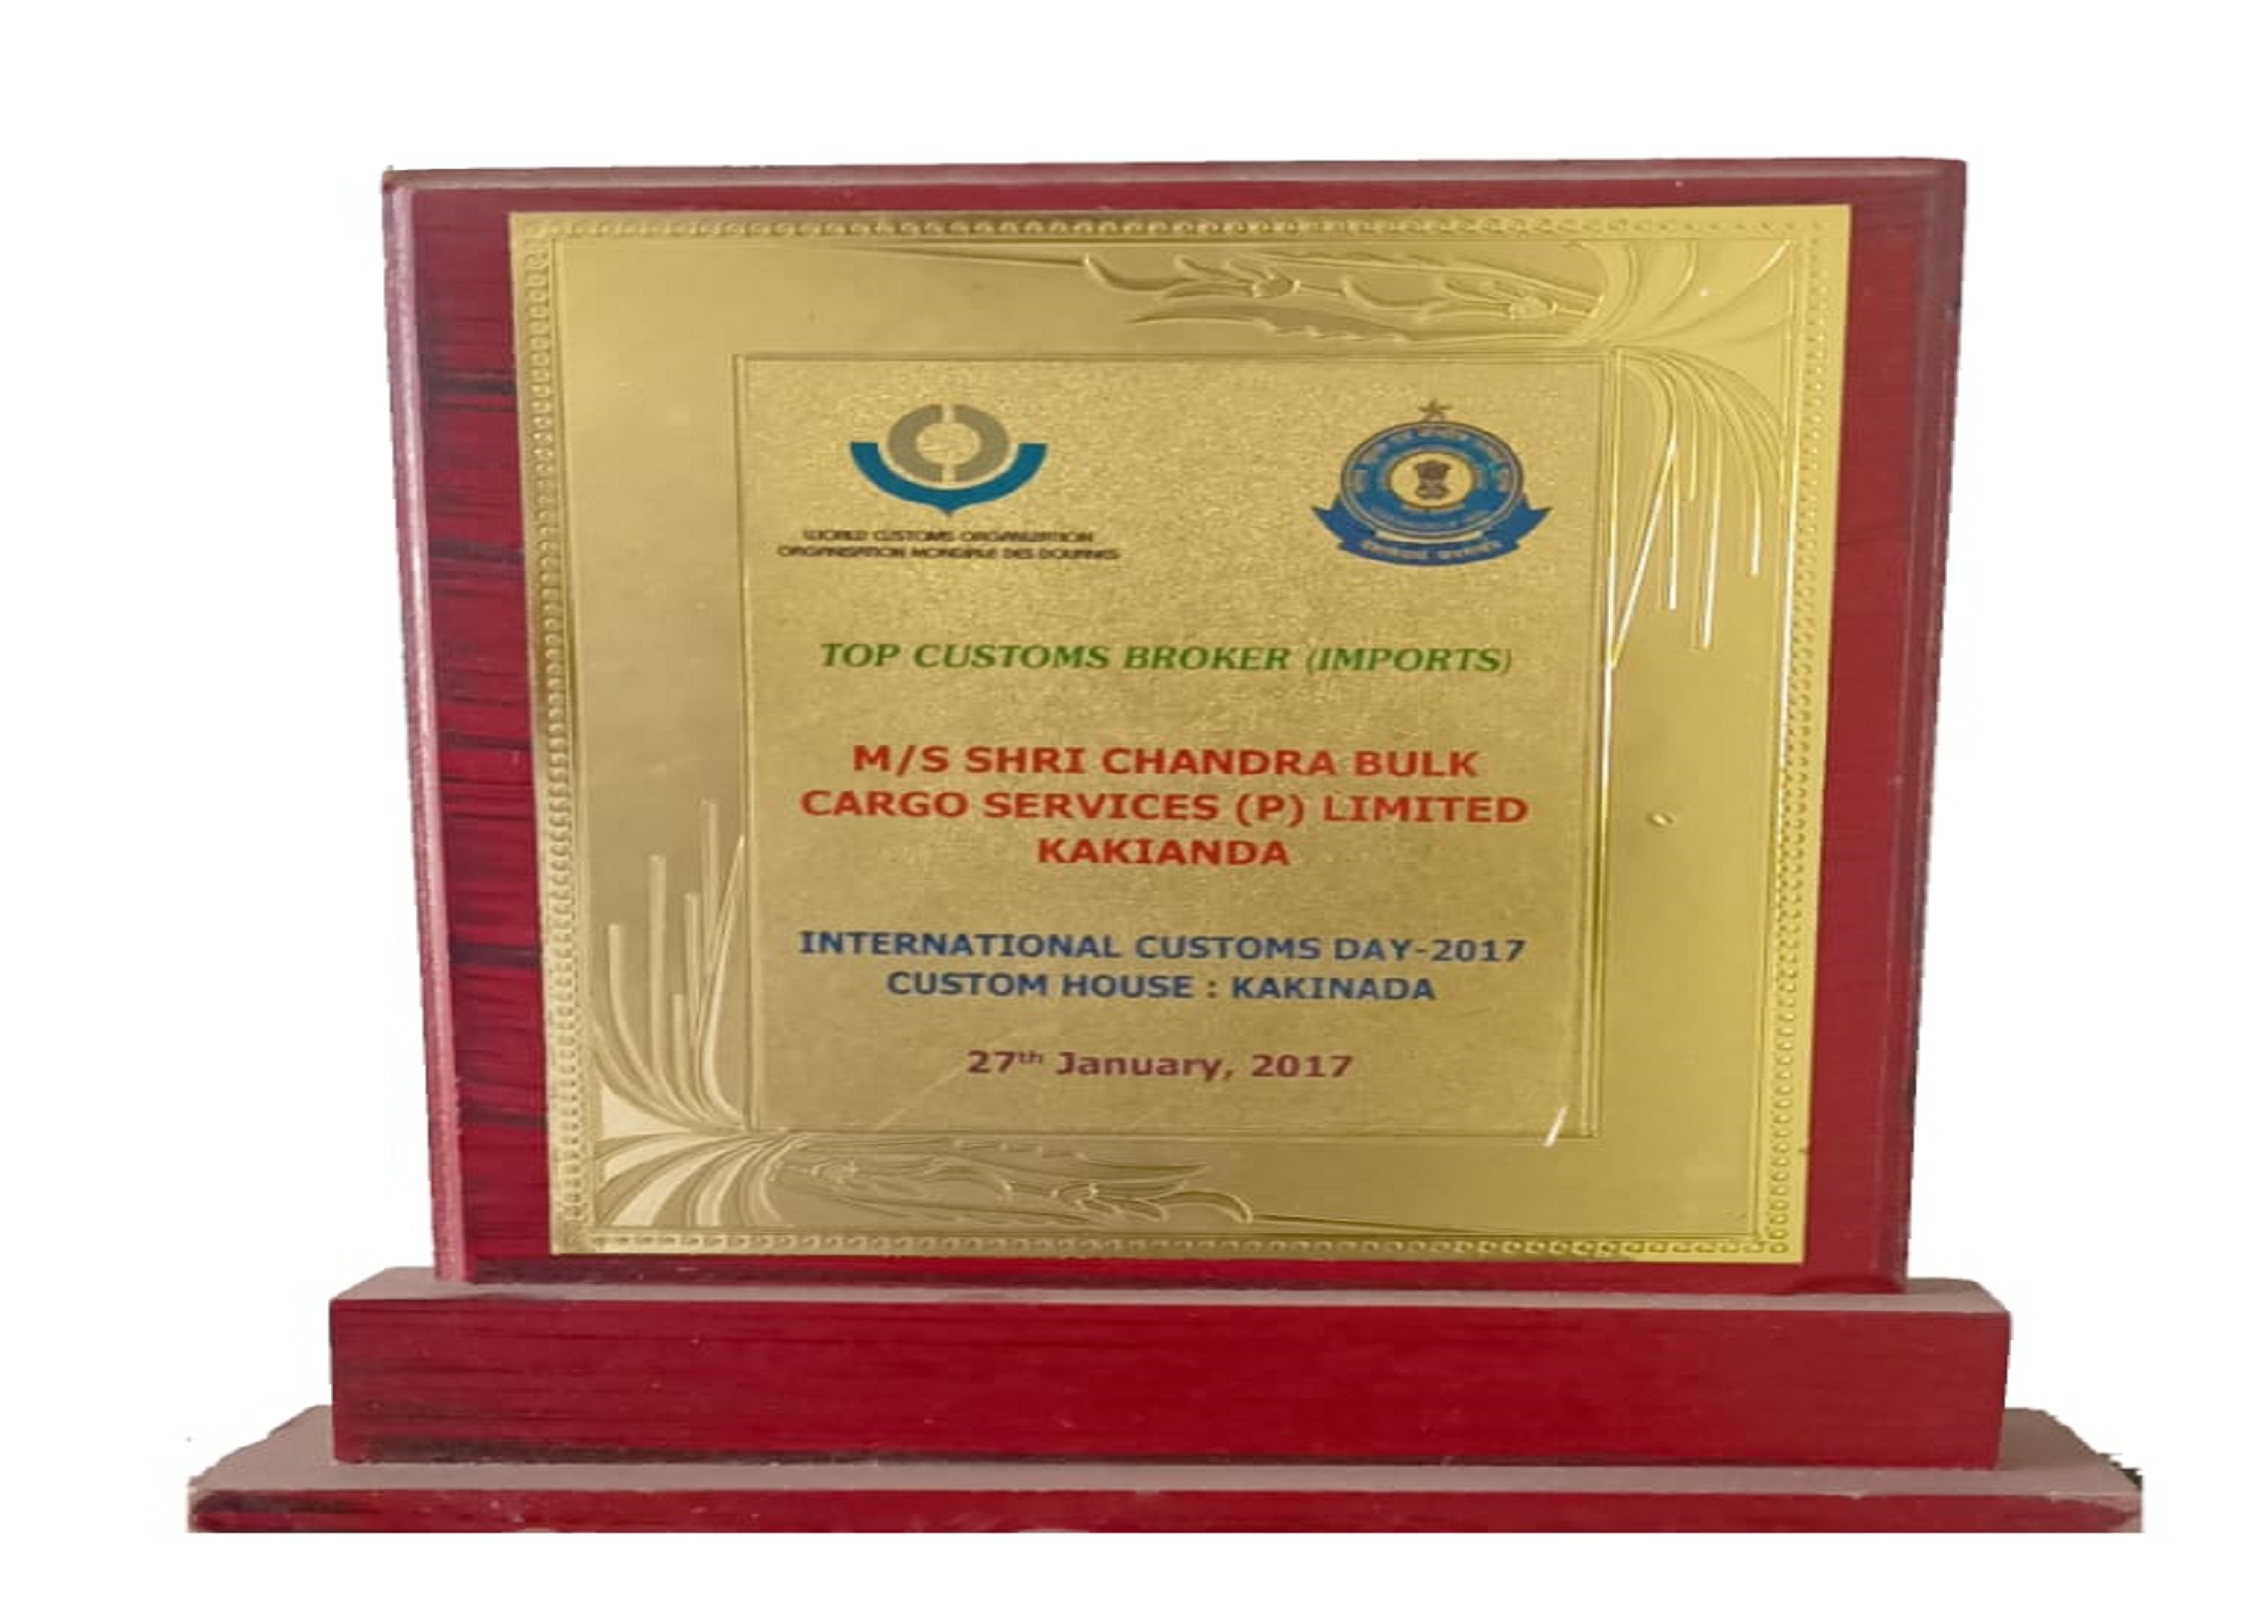 WORLD CUSTOMS ORGANIZATION
ORGANISATION MONDIALE DES DOUANES
TOP CUSTOMS BROKER (IMPORTS)
M/S SHRI CHANDRA BULK
CARGO SERVICES (P) LIMITED
KAKIANDA
INTERNATIONAL CUSTOMS DAY-2017
CUSTOM HOUSE : KAKINADA
27th January, 2017